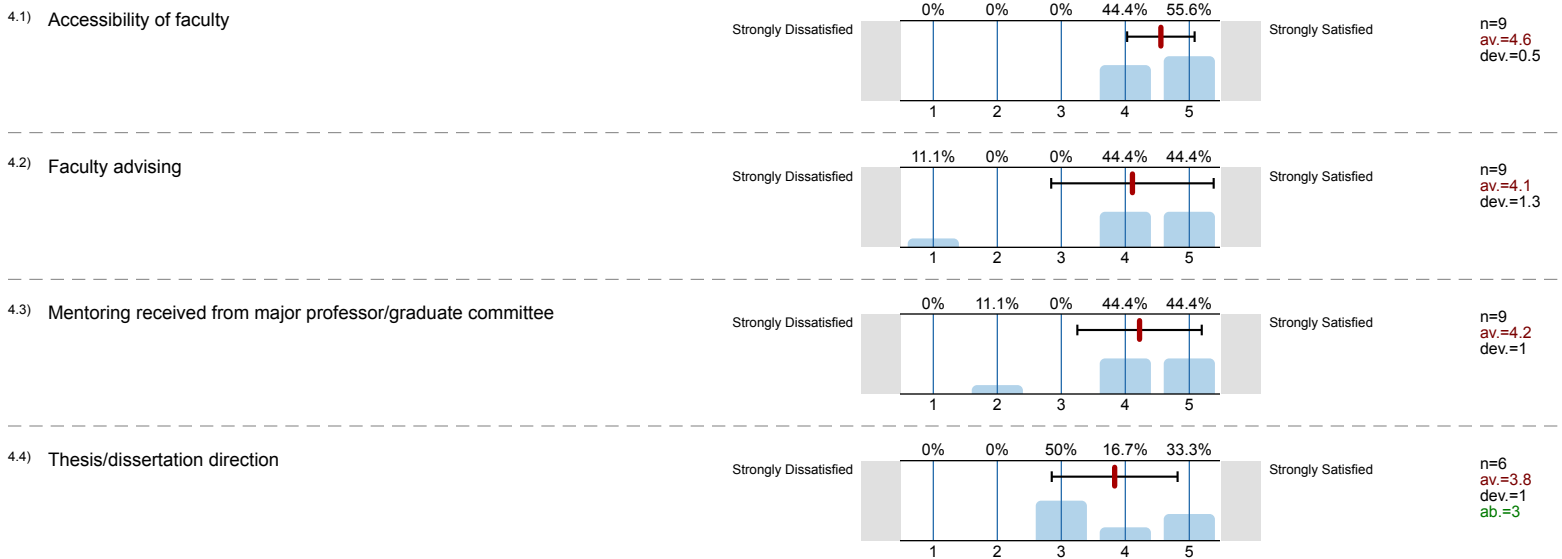 4.1) Accessibility of faculty
Strongly Dissatisfied
0% 0% 0% 44.4% 55.6%
1 2 3 4 5
Strongly Satisfied
n=9
av.=4.6
dev.=0.5
4.2) Faculty advising
Strongly Dissatisfied
11.1% 0% 0% 44.4% 44.4%
1 2 3 4 5
Strongly Satisfied
n=9
av.=4.1
dev.=1.3
4.3) Mentoring received from major professor/graduate committee
Strongly Dissatisfied
0% 11.1% 0% 44.4% 44.4%
1 2 3 4 5
Strongly Satisfied
n=9
av.=4.2
dev.=1
4.4) Thesis/dissertation direction
Strongly Dissatisfied
0% 0% 50% 16.7% 33.3%
1 2 3 4 5
Strongly Satisfied
n=6
av.=3.8
dev.=1
ab.=3